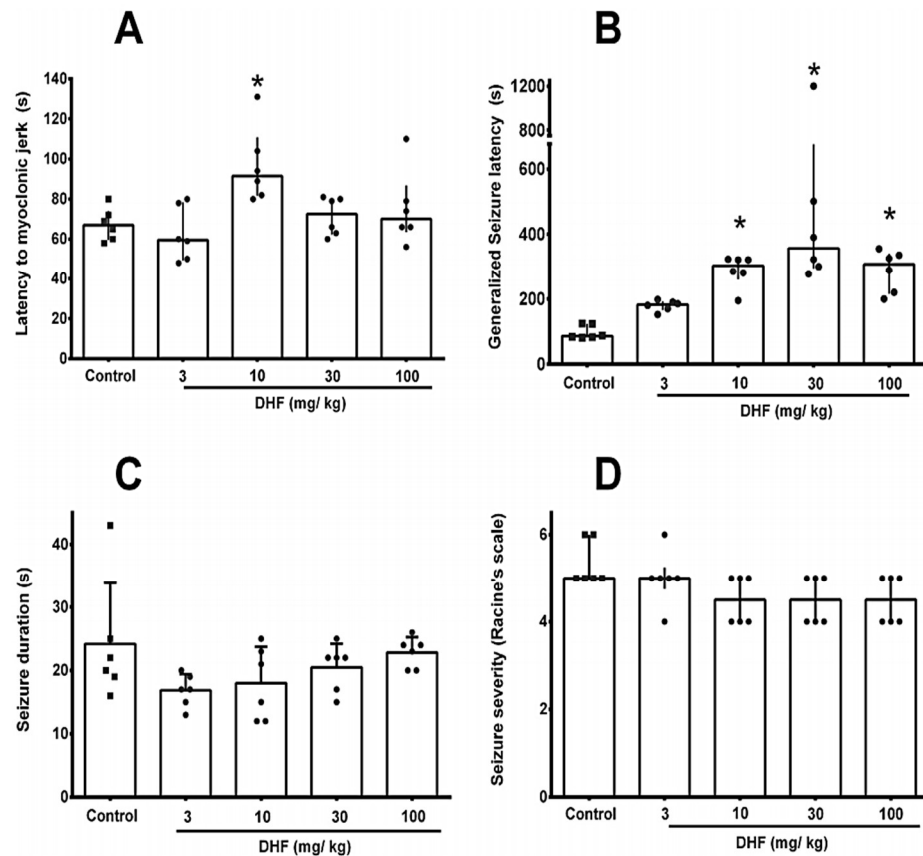 A
Latency to myoclonic jerk (s)
140
120
100
80
60
40
20
0
*
Control
3
10
30
100
DHF (mg/ kg)
B
Generalized Seizure latency (s)
1200
800
600
400
200
0
*
*
*
Control
3
10
30
100
DHF (mg/ kg)
C
Seizure duration (s)
40
30
20
10
0
Control
3
10
30
100
DHF (mg/ kg)
D
Seizure severity (Racine's scale)
6
4
2
0
Control
3
10
30
100
DHF (mg/ kg)